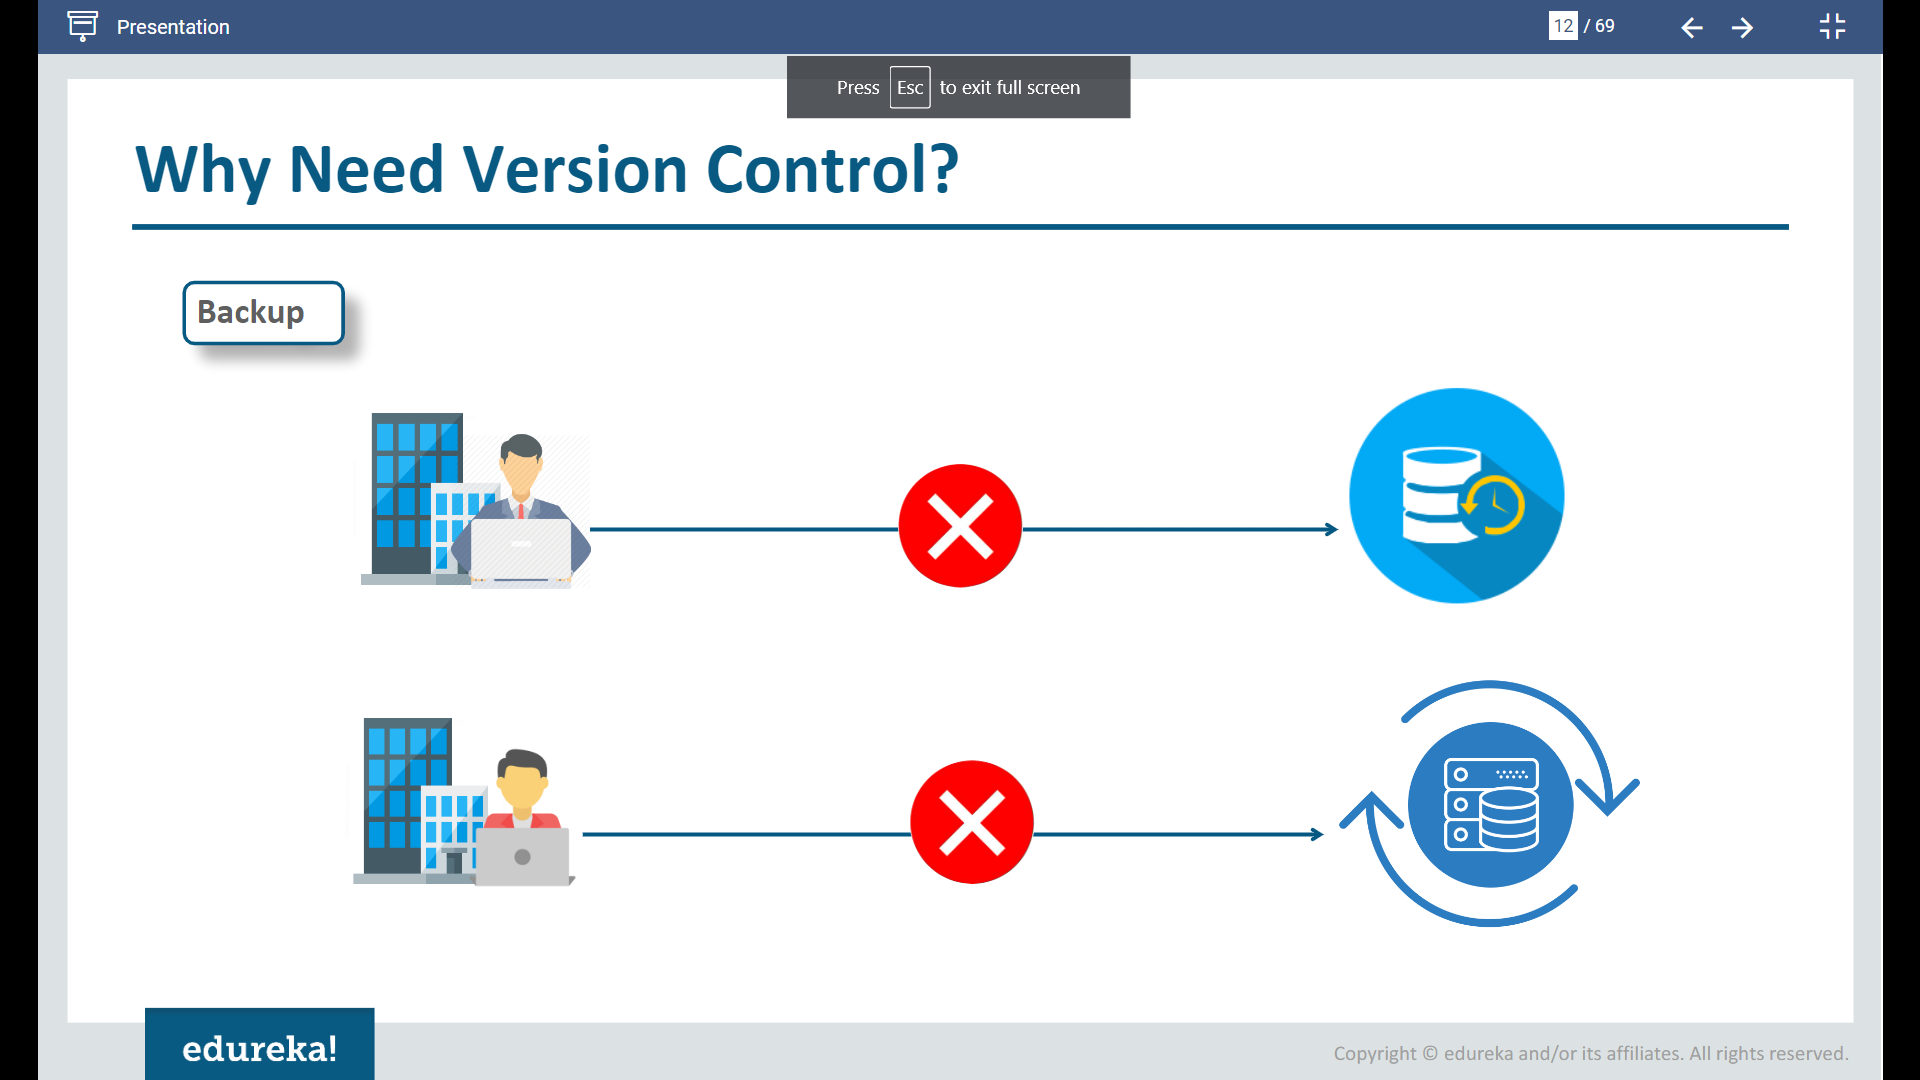 Presentation
12 / 69
Press Esc to exit full screen
Why Need Version Control?
Backup
edureka!
Copyright © edureka and/or its affiliates. All rights reserved.